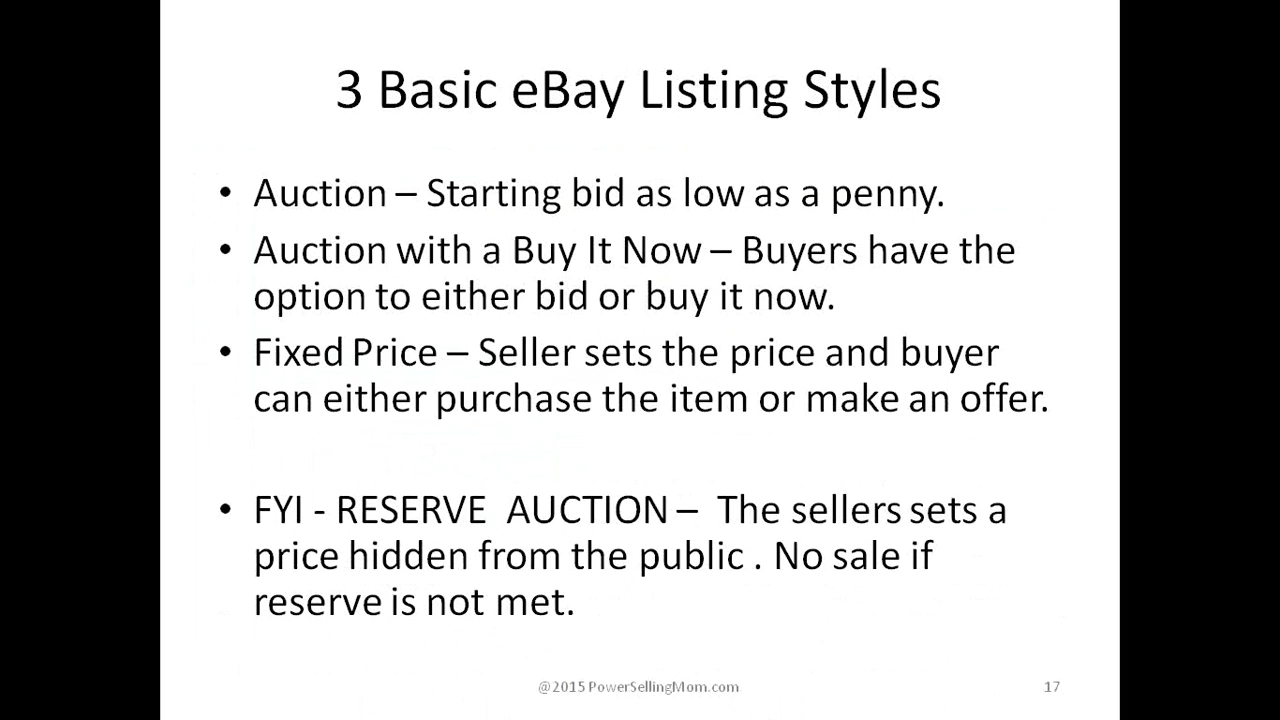 3 Basic eBay Listing Styles
• Auction – Starting bid as low as a penny.
• Auction with a Buy It Now – Buyers have the
option to either bid or buy it now.
• Fixed Price – Seller sets the price and buyer
can either purchase the item or make an offer.
• FYI - RESERVE  AUCTION –  The sellers sets a
price hidden from the public . No sale if
reserve is not met.
@2015 PowerSellingMom.com
17